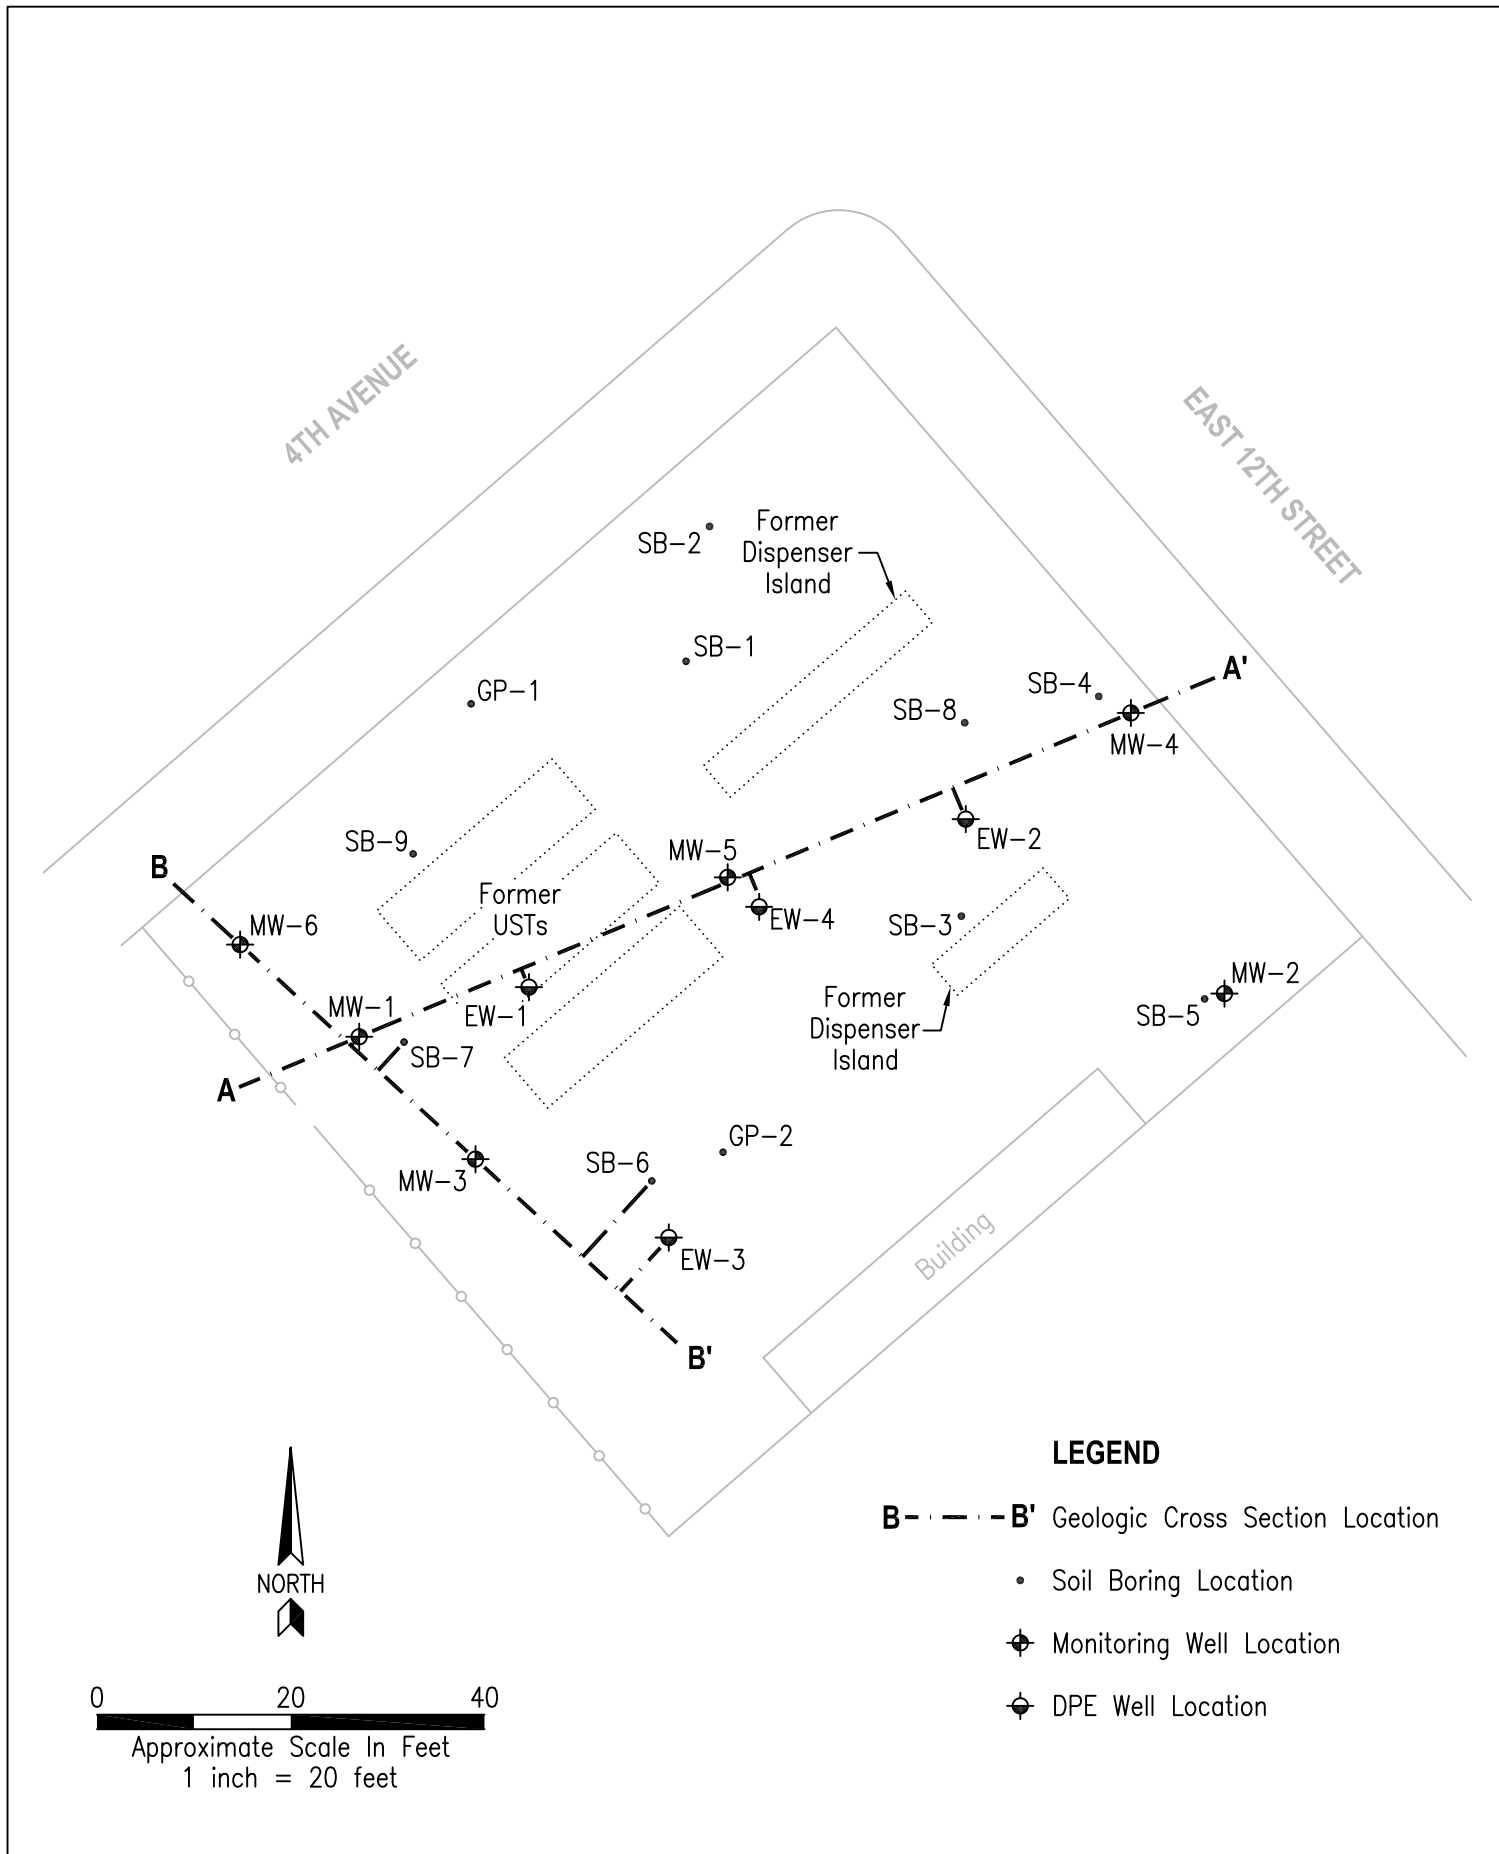 4TH AVENUE
EAST 12TH STREET
SB-2
Former
Dispenser
Island
SB-1
GP-1
SB-4
A'
SB-8
MW-4
SB-9
MW-5
EW-2
B
Former
USTs
EW-4
SB-3
MW-6
MW-2
MW-1
EW-1
Former
Dispenser
Island
SB-5
SB-7
A
GP-2
SB-6
MW-3
EW-3
Building
B'
LEGEND
B B' Geologic Cross Section Location
Soil Boring Location
Monitoring Well Location
DPE Well Location
NORTH
0 20 40
Approximate Scale In Feet
1 inch = 20 feet